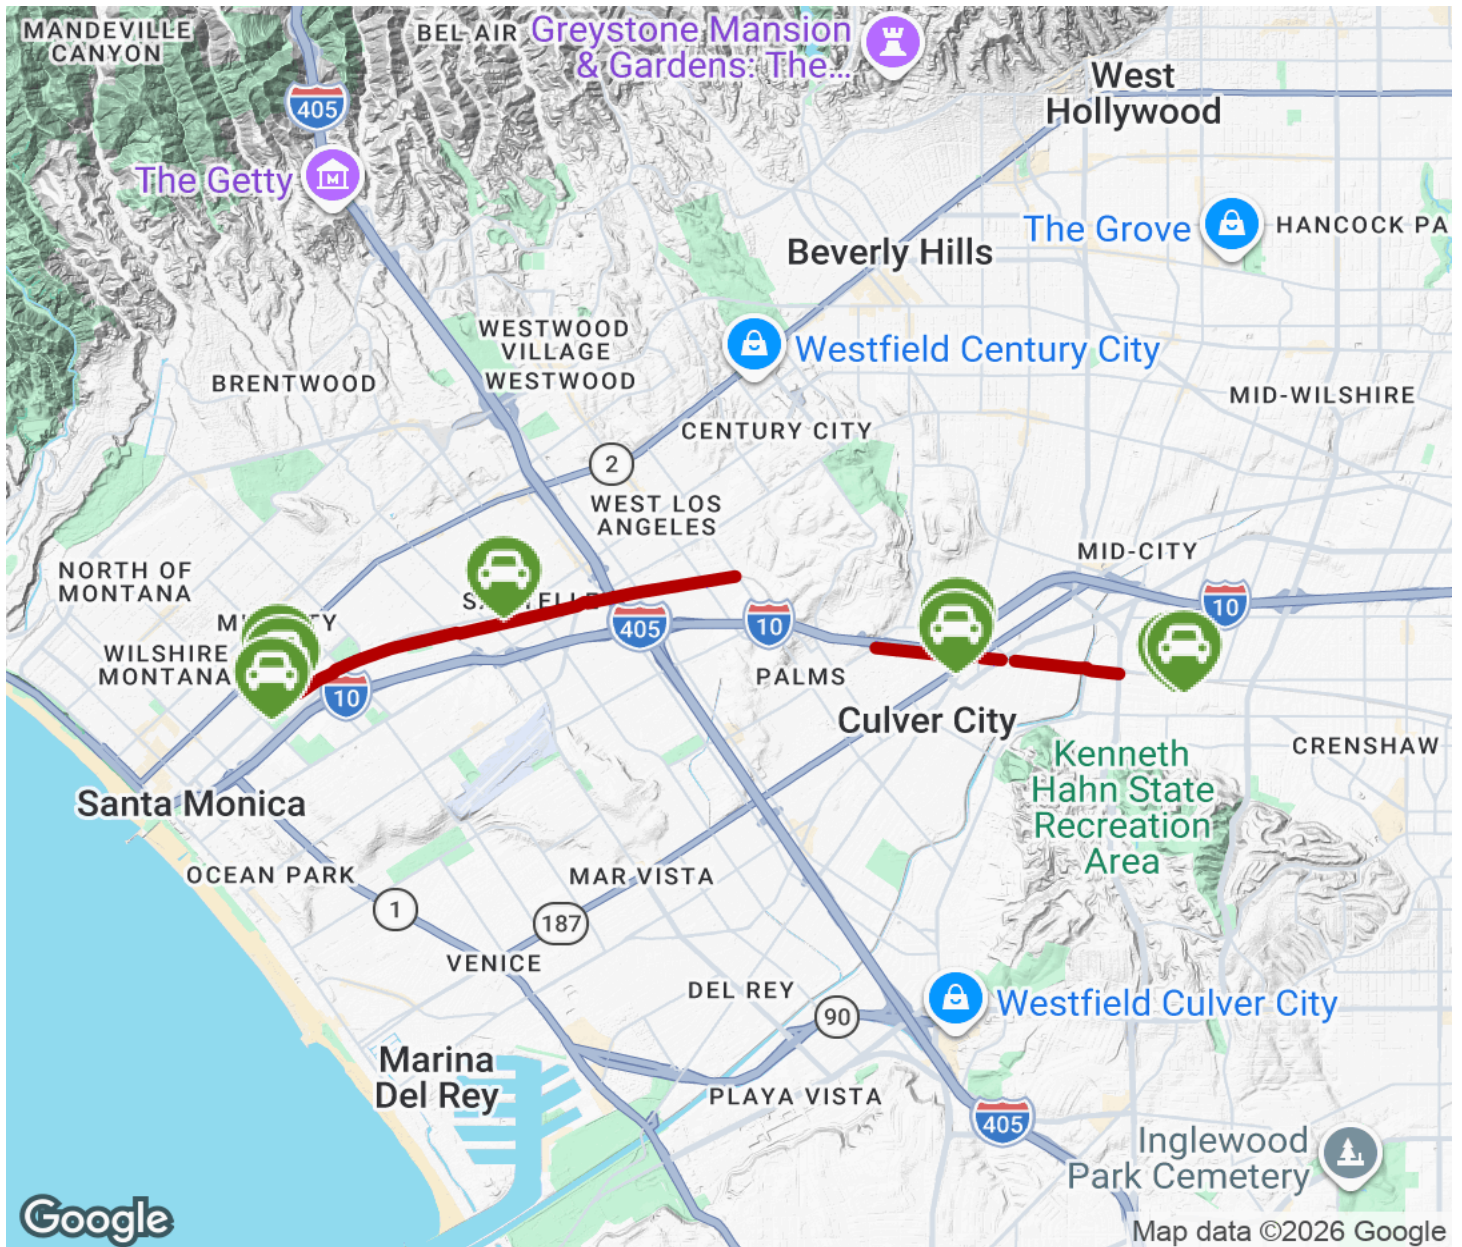 MANDEVILLE
CANYON
BEL AIR
Greystone Mansion
& Gardens: The...
West
Hollywood
405
The Getty
The Grove
HANCOCK PA
Beverly Hills
WESTWOOD
VILLAGE
WESTWOOD
Westfield Century City
BRENTWOOD
MID-WILSHIRE
CENTURY CITY
2
WEST LOS
ANGELES
MID-CITY
NORTH OF
MONTANA
10
405
10
WILSHIRE
MONTANA
10
PALMS
Culver City
CRENSHAW
Kenneth
Hahn State
Recreation
Area
Santa Monica
OCEAN PARK
MAR VISTA
1
187
VENICE
DEL REY
90
Westfield Culver City
Marina
Del Rey
PLAYA VISTA
405
Inglewood
Park Cemetery
Google
Map data ©2026 Google